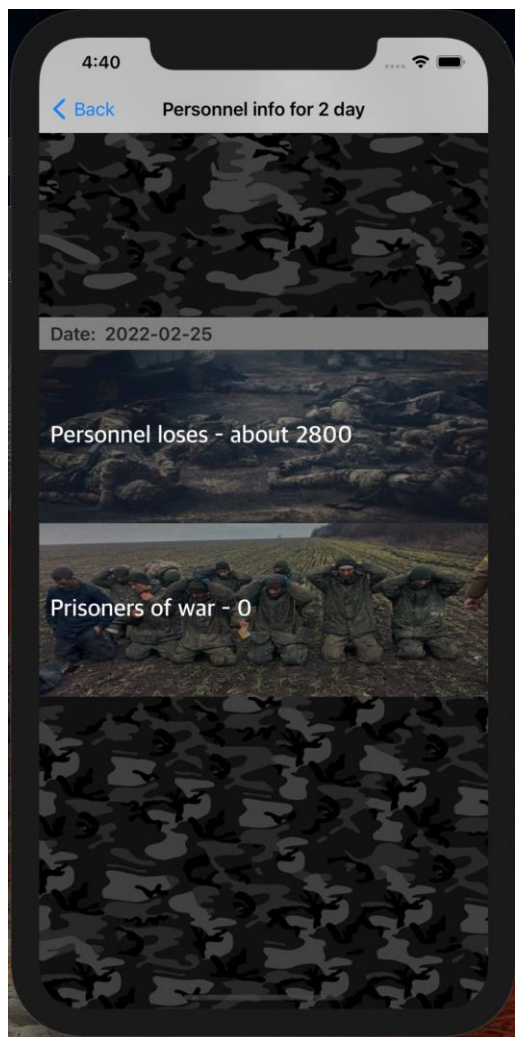 4:40
Back Personnel info for 2 day
Date: 2022-02-25
Personnel loses - about 2800
Prisoners of war - 0